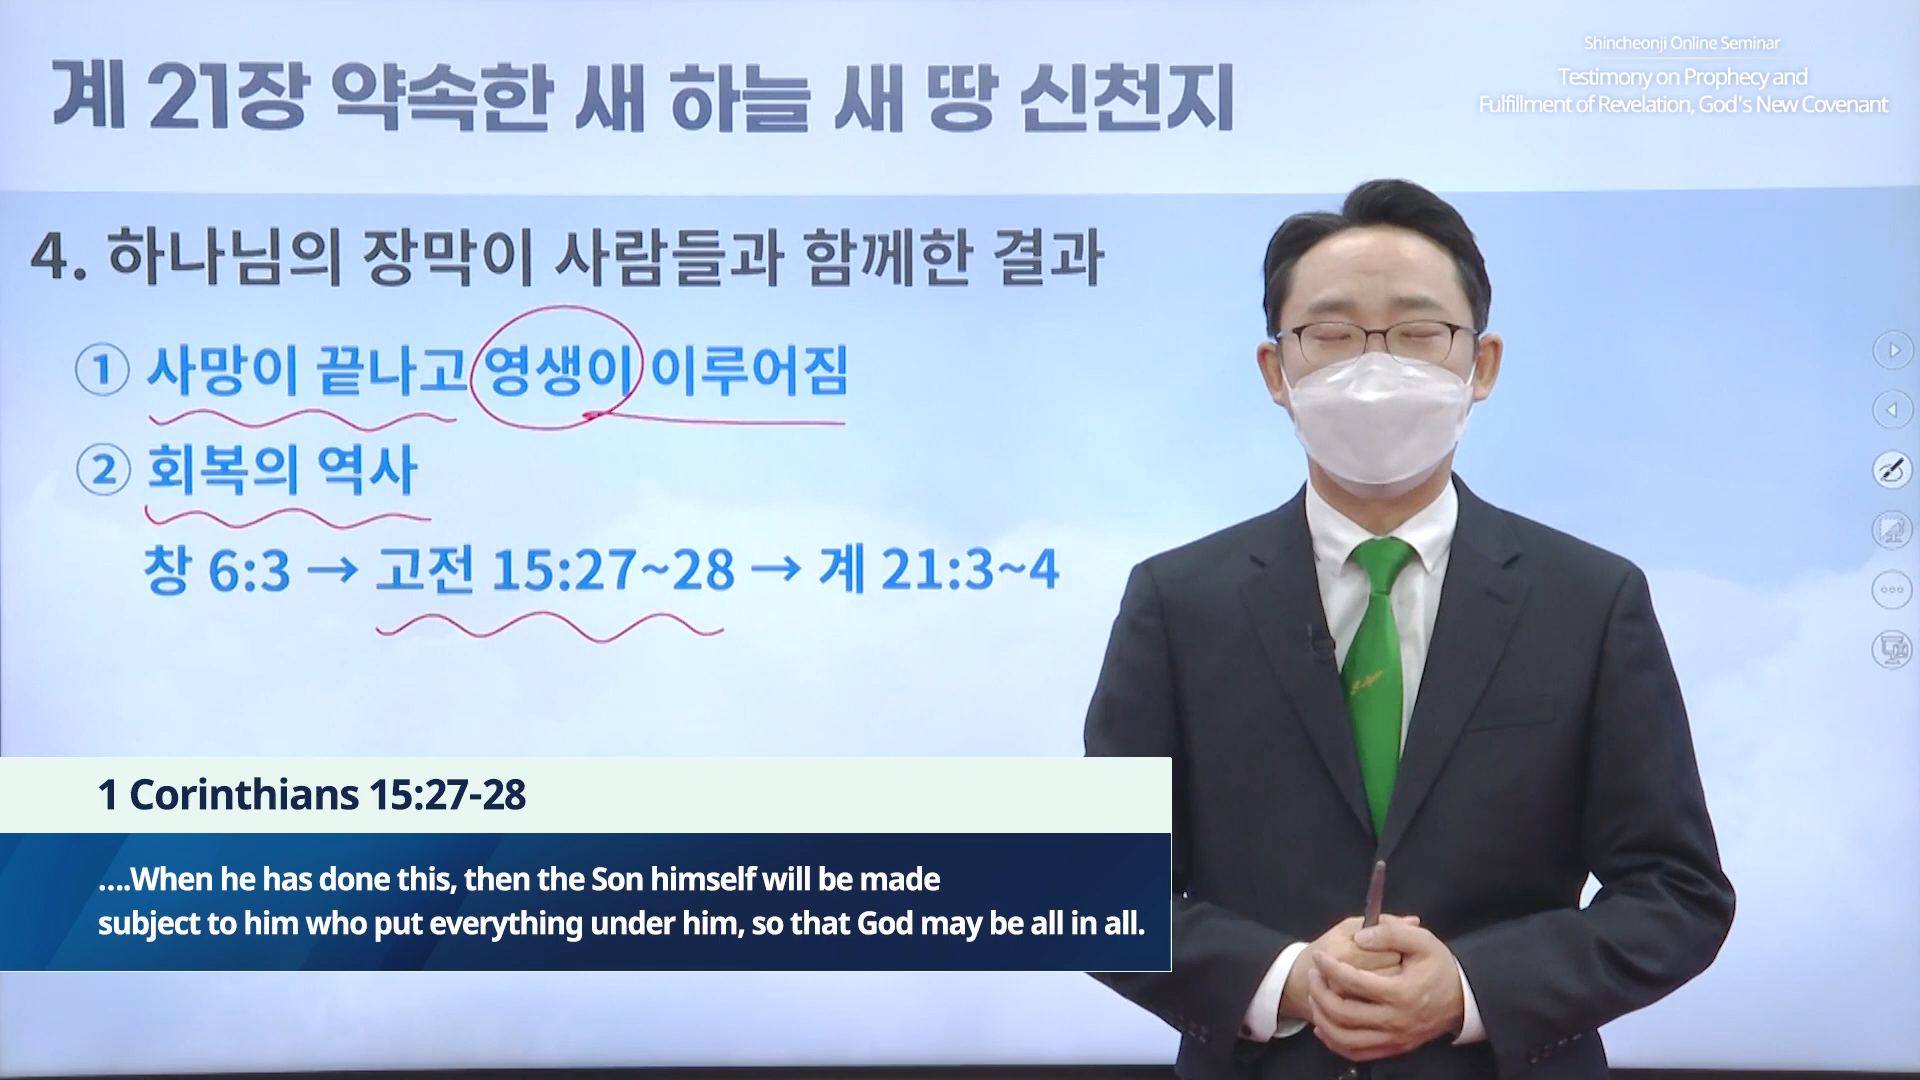 계 21장 약속한 새 하늘 새 땅 신천지
Shincheonji Online Seminar
Testimony on Prophecy and
Fulfillment of Revelation, God's New Covenant
4. 하나님의 장막이 사람들과 함께한 결과
① 사망이 끝나고 영생이 이루어짐
② 회복의 역사
창 6:3 → 고전 15:27~28 → 계 21:3~4
1 Corinthians 15:27-28
....When he has done this, then the Son himself will be made
subject to him who put everything under him, so that God may be all in all.